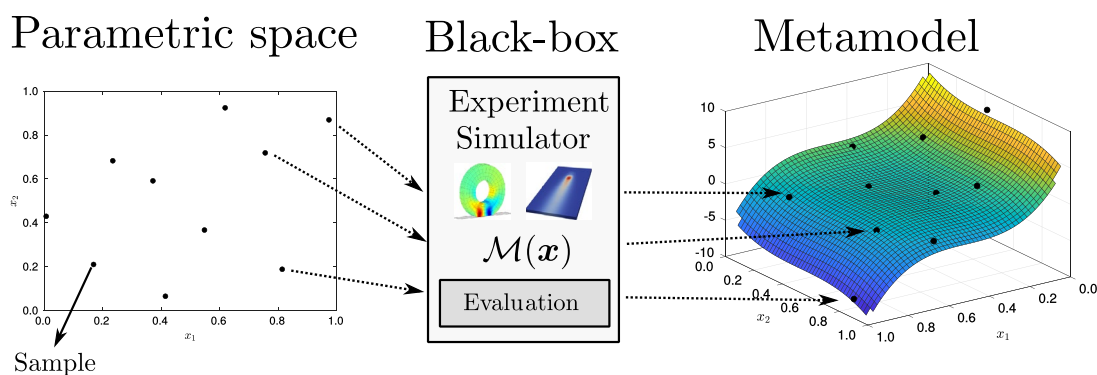 Parametric space
Black-box
Metamodel
1.0
0.8
0.6
0.4
0.2
0.0
x₂
0.0
0.2
0.4
0.6
0.8
1.0
x₁
Sample
Experiment
Simulator
ℳ(𝒙)
Evaluation
10
5
0
-5
-10
0.0
0.2
0.4
0.6
0.8
1.0
x₂
1.0
0.8
0.6
0.4
0.2
0.0
x₁